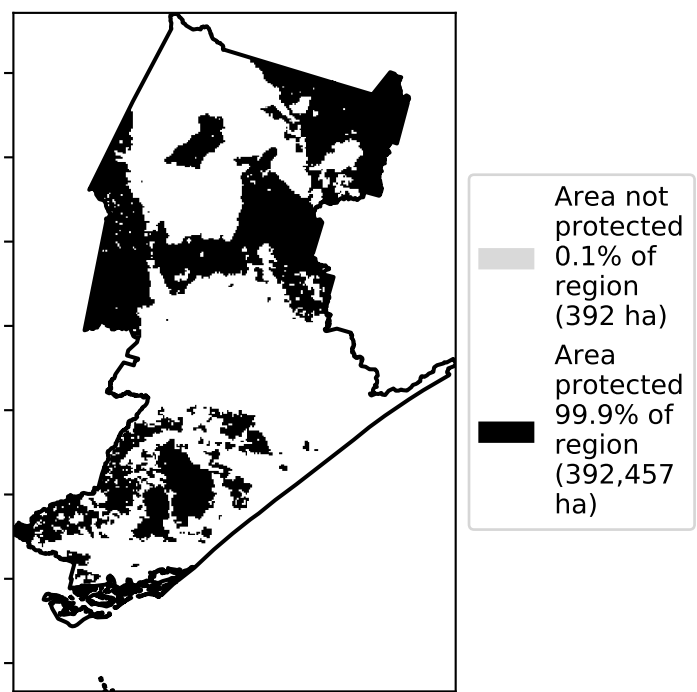 Area not
protected
0.1% of
region
(392 ha)
Area
protected
99.9% of
region
(392,457
ha)